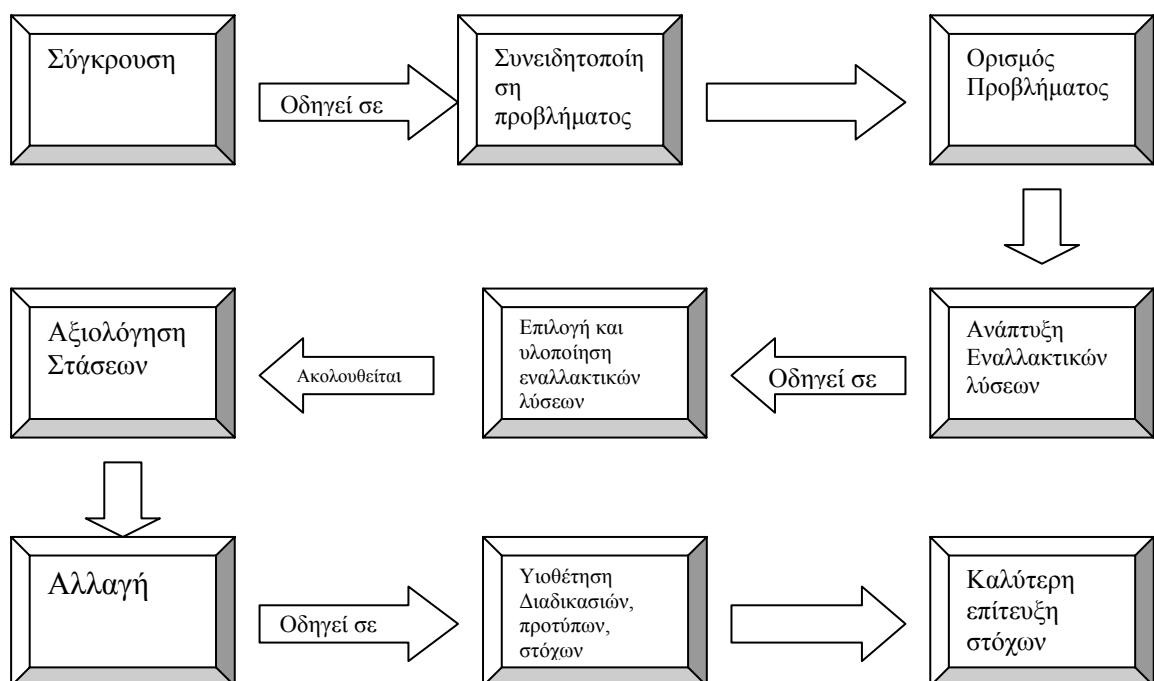 Σύγκρουση
Οδηγεί σε
Συνειδητοποίη
ση
προβλήματος
Ορισμός
Προβλήματος
Ανάπτυξη
Εναλλακτικών
λύσεων
Οδηγεί σε
Επιλογή και
υλοποίηση
εναλλακτικών
λύσεων
Ακολουθείται
Αξιολόγηση
Στάσεων
Αλλαγή
Οδηγεί σε
Υιοθέτηση
Διαδικασιών,
προτύπων,
στόχων
Καλύτερη
επίτευξη
στόχων